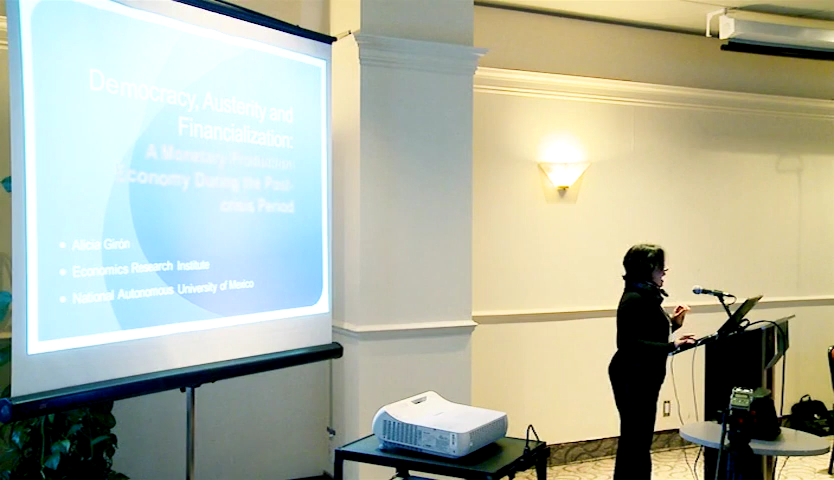 Democracy, Austerity and
Financialization:
A Monetary Production
Economy During the Post-
crisis Period
Alicia Girón
Economics Research Institute
National Autonomous University of Mexico